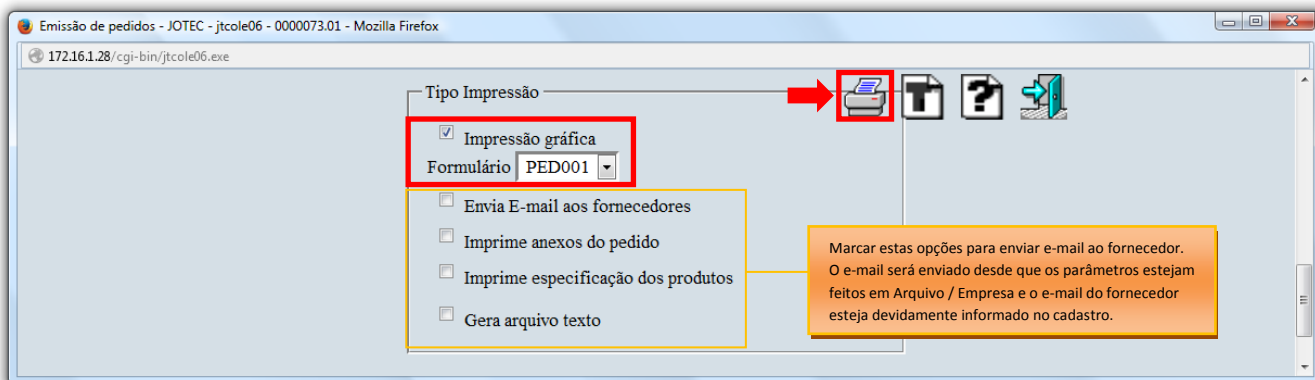 Emissão de pedidos - JOTEC - jtcole06 - 0000073.01 - Mozilla Firefox
172.16.1.28/cgi-bin/jtcole06.exe
Tipo Impressão
Impressão gráfica
Formulário PED001
Envia E-mail aos fornecedores
Imprime anexos do pedido
Imprime especificação dos produtos
Gera arquivo texto
Marcar estas opções para enviar e-mail ao fornecedor.
O e-mail será enviado desde que os parâmetros estejam
feitos em Arquivo / Empresa e o e-mail do fornecedor
esteja devidamente informado no cadastro.
T
?